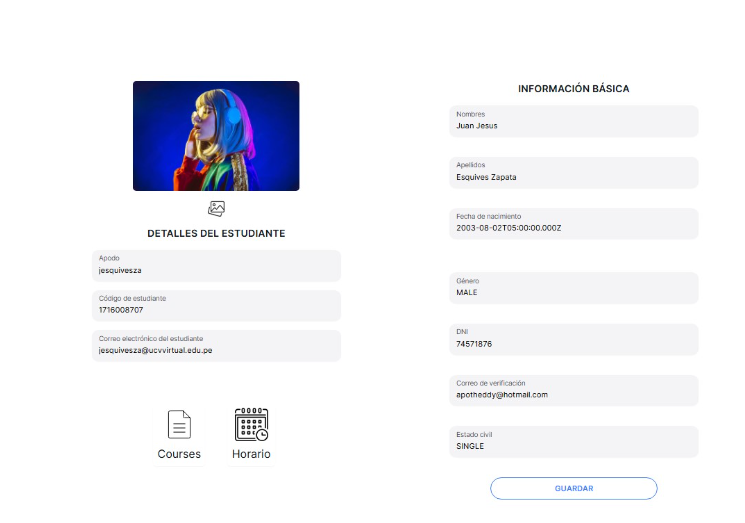 DETALLES DEL ESTUDIANTE
Apodo
jesquivesza
Código de estudiante
1716008707
Correo electrónico del estudiante
jesquivesza@ucvvirtual.edu.pe
Courses
Horario
INFORMACIÓN BÁSICA
Nombres
Juan Jesus
Apellidos
Esquives Zapata
Fecha de nacimiento
2003-08-02T05:00:00.000Z
Género
MALE
DNI
74571876
Correo de verificación
apotheddy@hotmail.com
Estado civil
SINGLE
GUARDAR